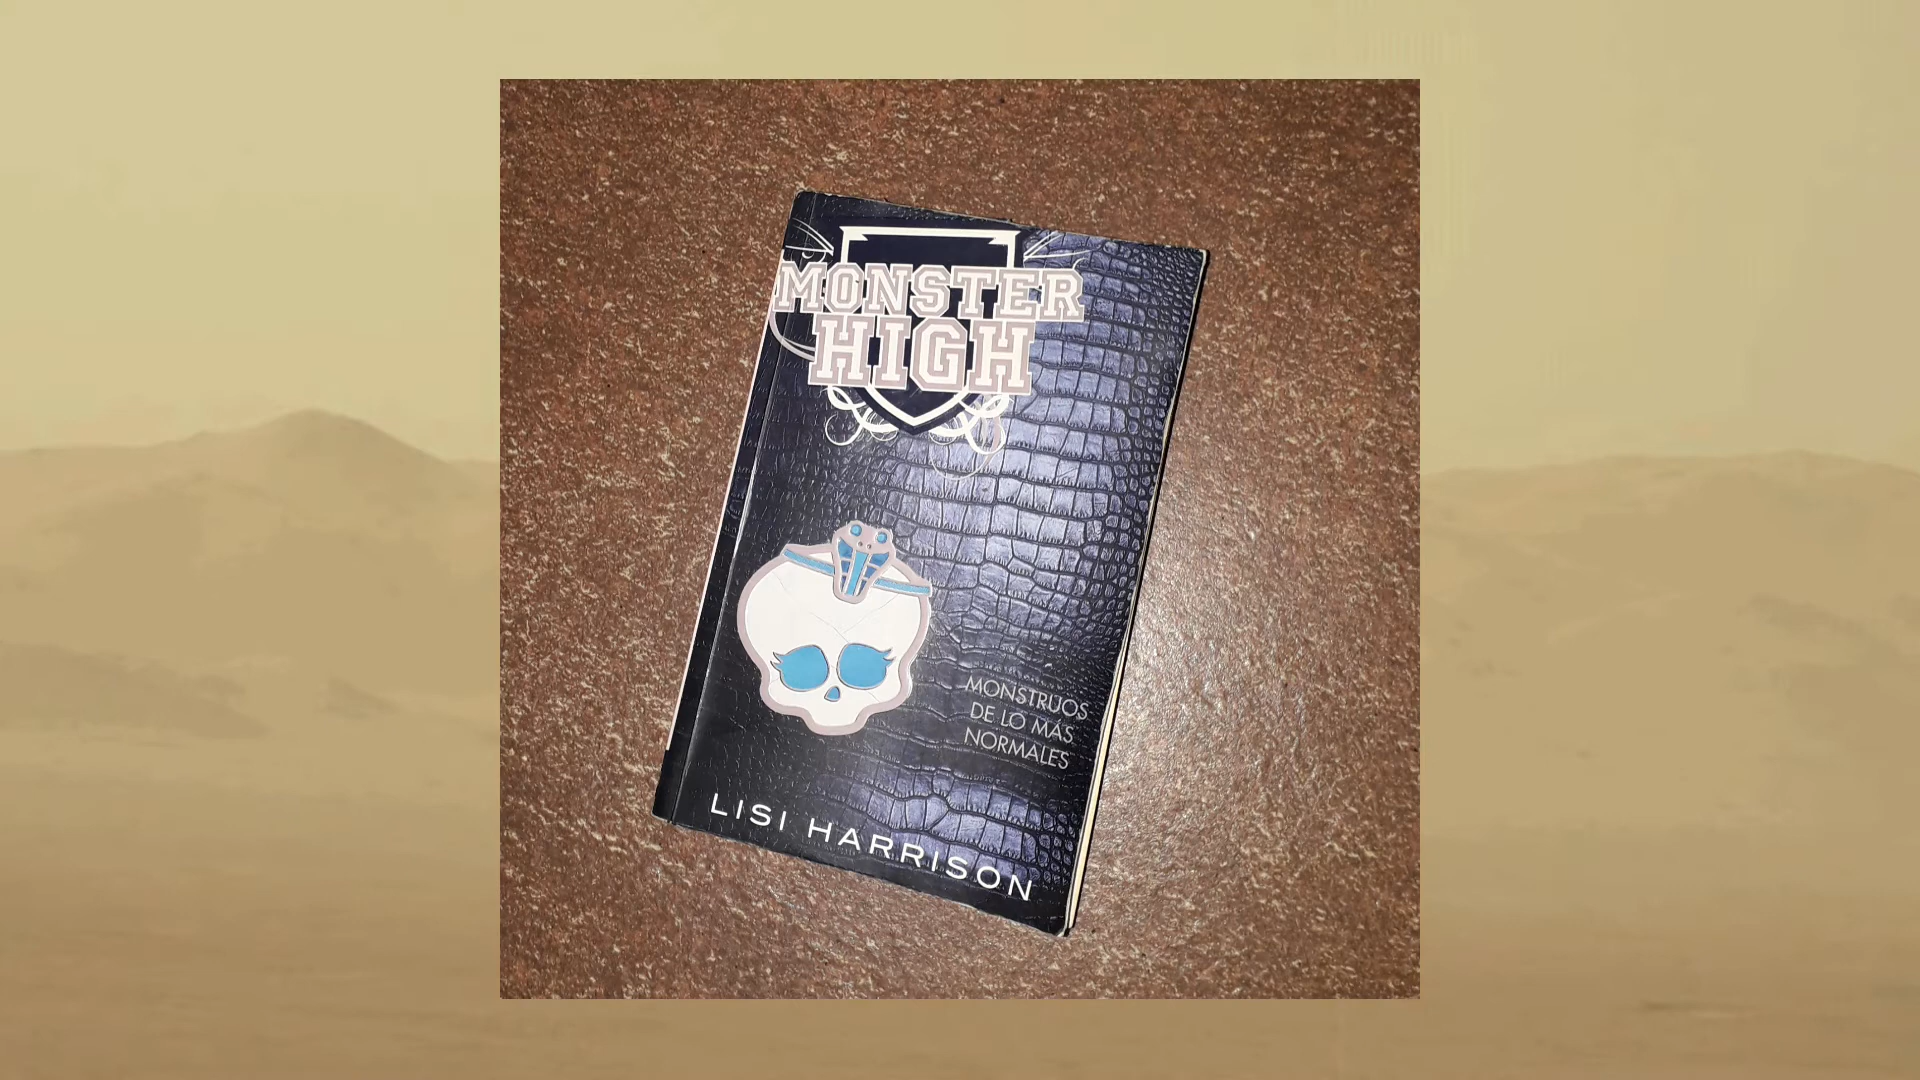 MONSTER
HIGH
MONSTRUOS
DE LO MÁS
NORMALES
LISI HARRISON